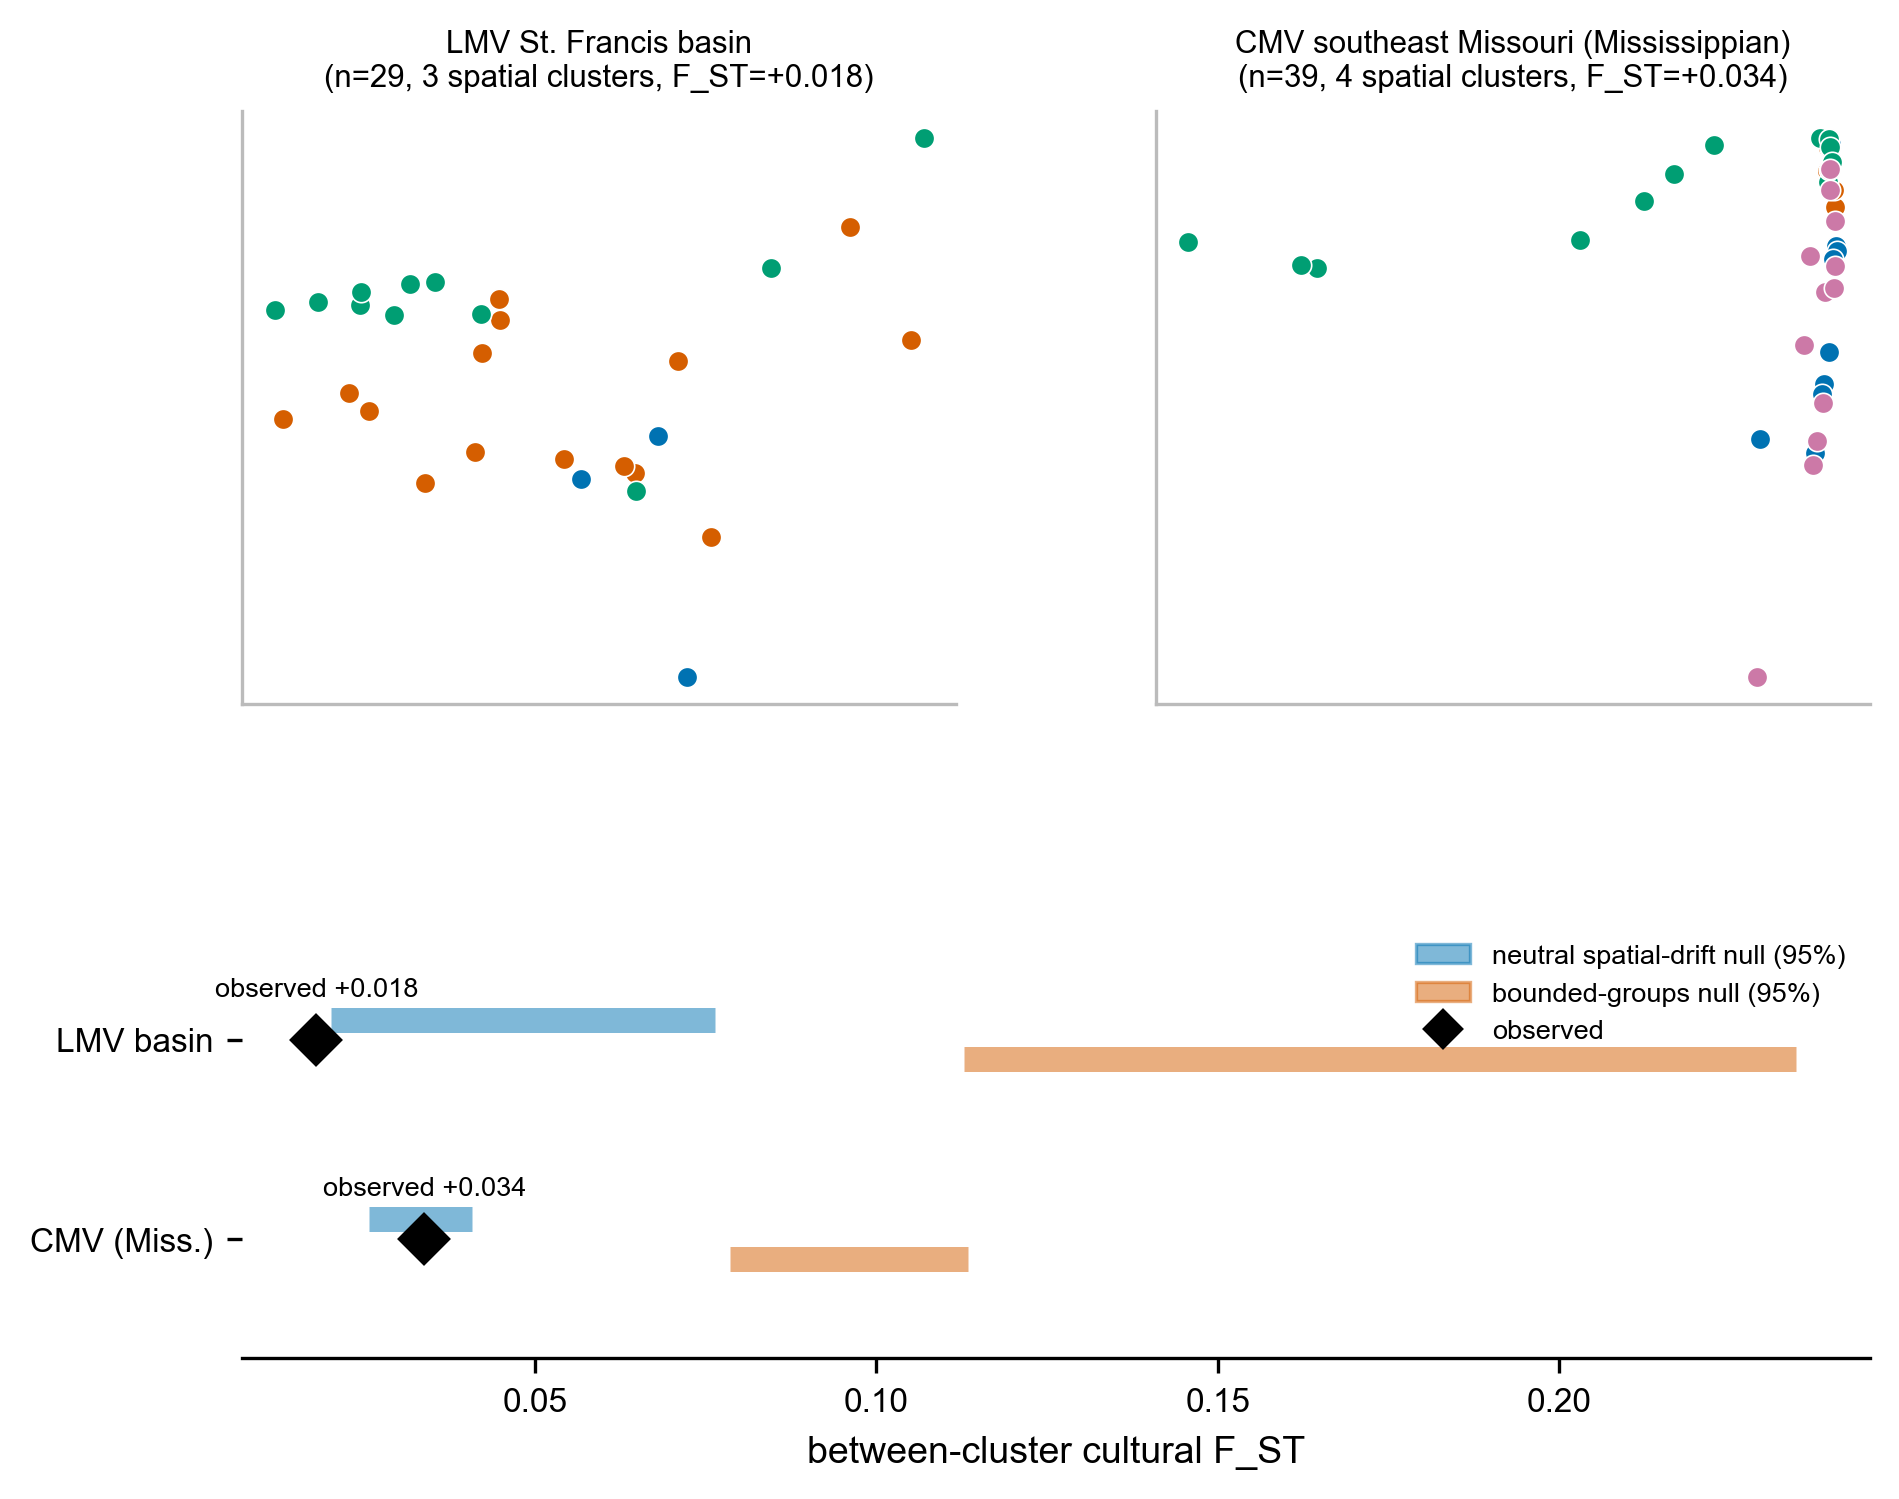 LMV St. Francis basin
(n=29, 3 spatial clusters, F_ST=+0.018)
CMV southeast Missouri (Mississippian)
(n=39, 4 spatial clusters, F_ST=+0.034)
neutral spatial-drift null (95%)
bounded-groups null (95%)
observed
observed +0.018
LMV basin
observed +0.034
CMV (Miss.)
0.05 0.10 0.15 0.20
between-cluster cultural F_ST